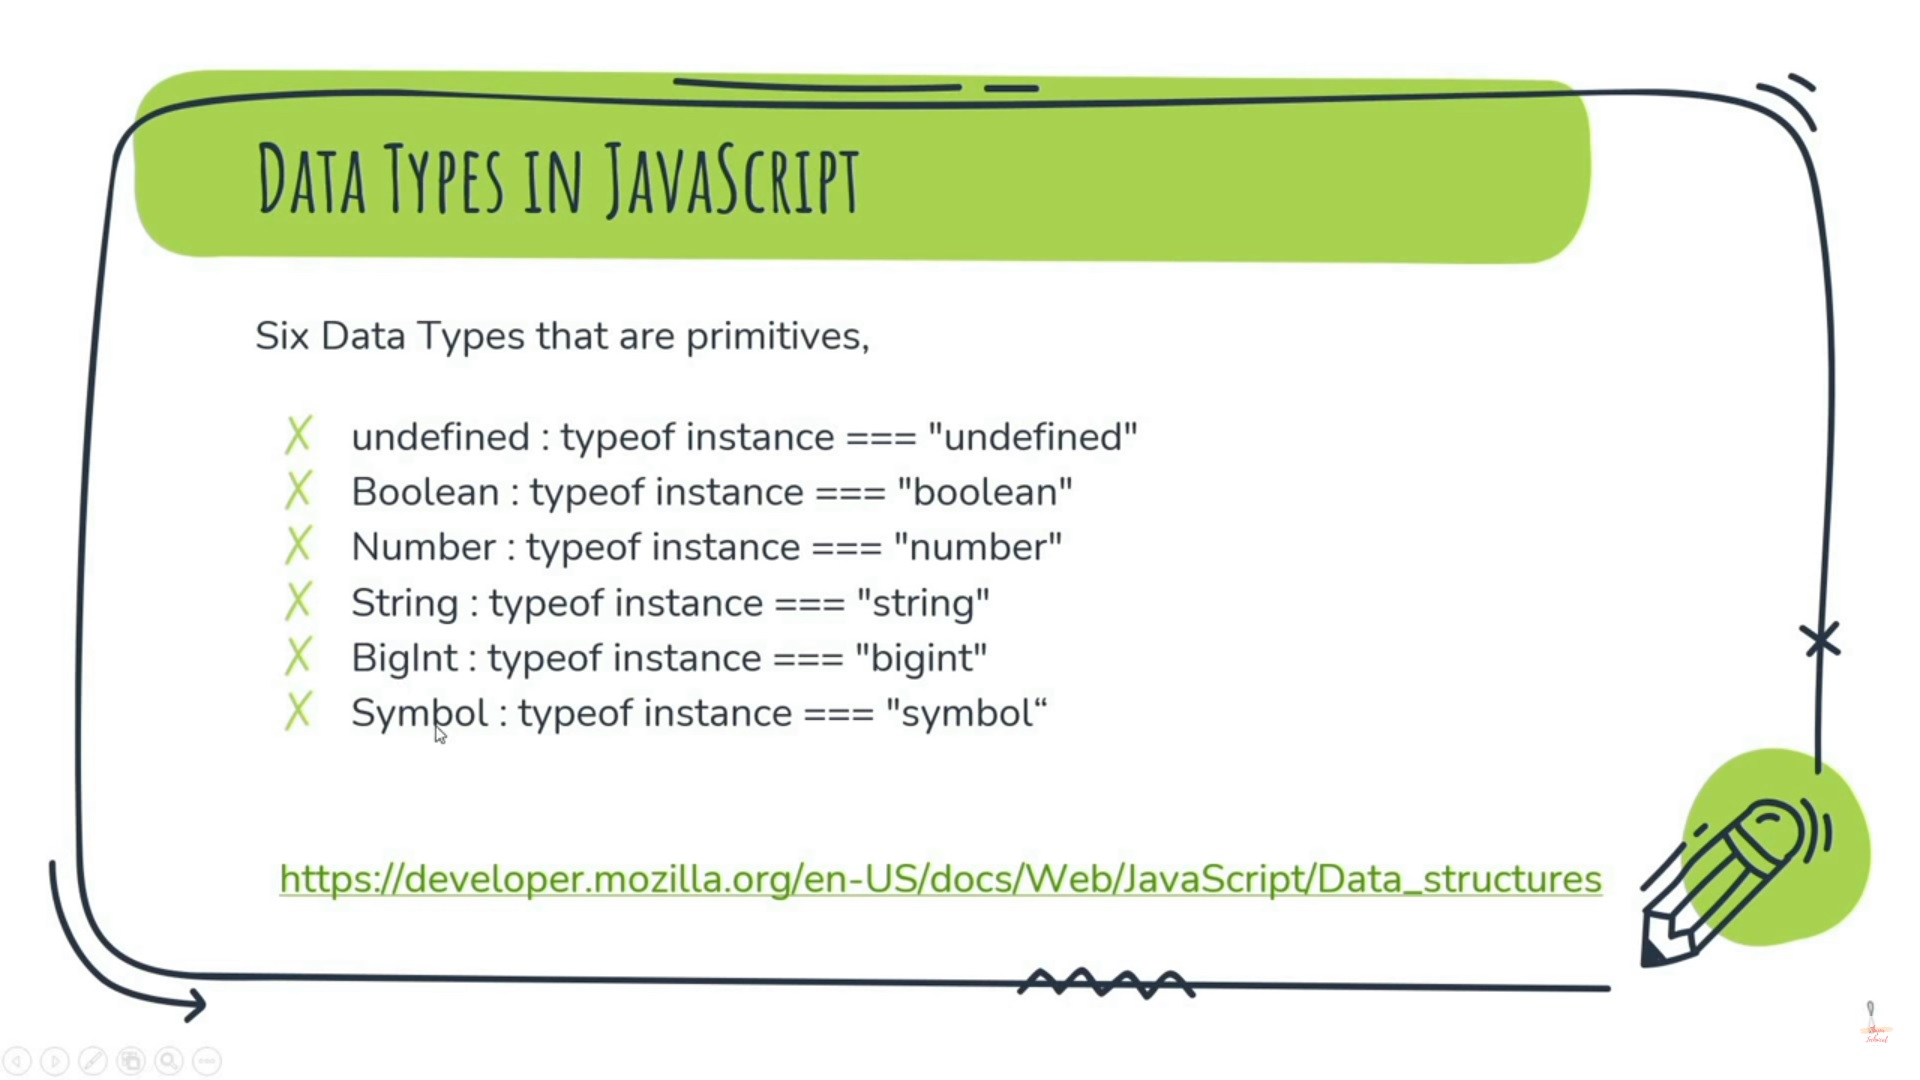 Data Types in JavaScript
Six Data Types that are primitives,
undefined : typeof instance === "undefined"
Boolean : typeof instance === "boolean"
Number : typeof instance === "number"
String : typeof instance === "string"
BigInt : typeof instance === "bigint"
Symbol : typeof instance === "symbol“
https://developer.mozilla.org/en-US/docs/Web/JavaScript/Data_structures